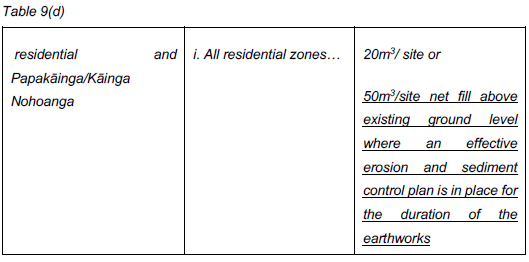 Table 9(d)
residential and
Papakāinga/Kāinga
Nohoanga
i. All residential zones…
20m³/ site or
50m³/site net fill above
existing ground level
where an effective
erosion and sediment
control plan is in place for
the duration of the
earthworks